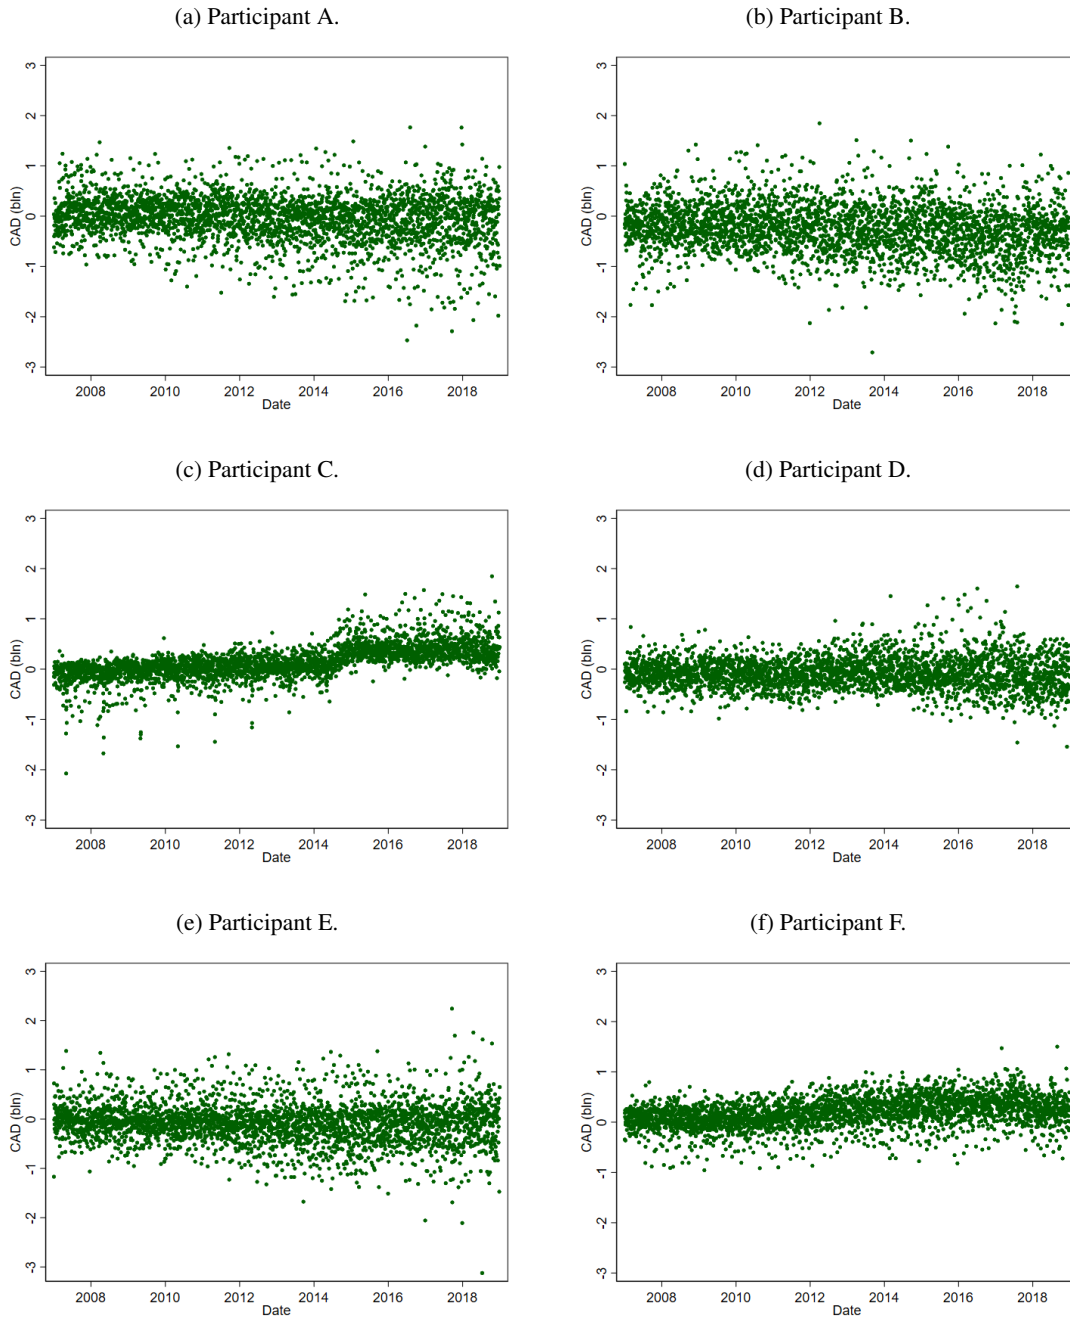 (a) Participant A.
(b) Participant B.
CAD (bln)
3
2
1
0
-1
-2
-3
2008 2010 2012 2014 2016 2018
Date
CAD (bln)
3
2
1
0
-1
-2
-3
2008 2010 2012 2014 2016 2018
Date
(c) Participant C.
(d) Participant D.
CAD (bln)
3
2
1
0
-1
-2
-3
2008 2010 2012 2014 2016 2018
Date
CAD (bln)
3
2
1
0
-1
-2
-3
2008 2010 2012 2014 2016 2018
Date
(e) Participant E.
(f) Participant F.
CAD (bln)
3
2
1
0
-1
-2
-3
2008 2010 2012 2014 2016 2018
Date
CAD (bln)
3
2
1
0
-1
-2
-3
2008 2010 2012 2014 2016 2018
Date